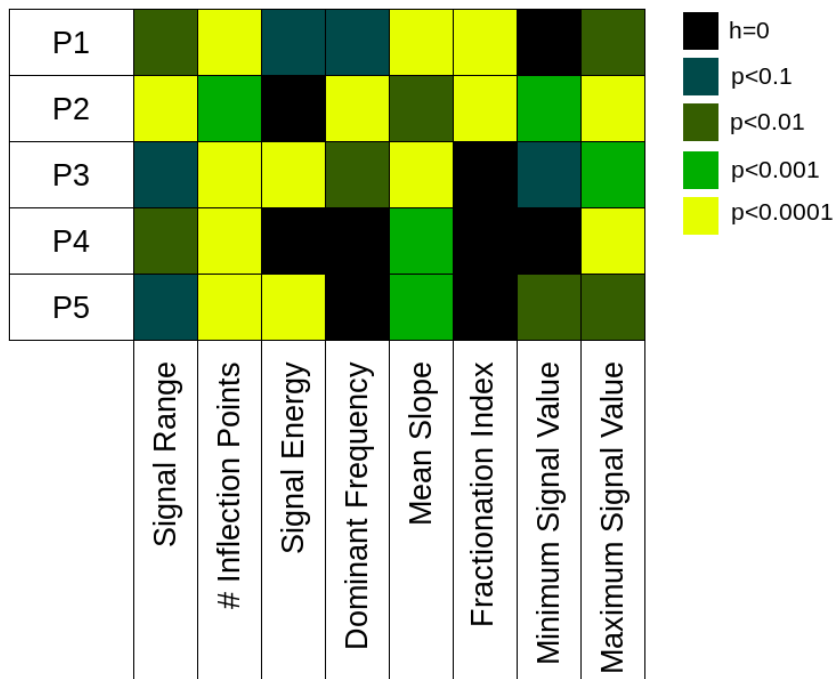 P1
P2
P3
P4
P5
h=0
p<0.1
p<0.01
p<0.001
p<0.0001
Signal Range
# Inflection Points
Signal Energy
Dominant Frequency
Mean Slope
Fractionation Index
Minimum Signal Value
Maximum Signal Value